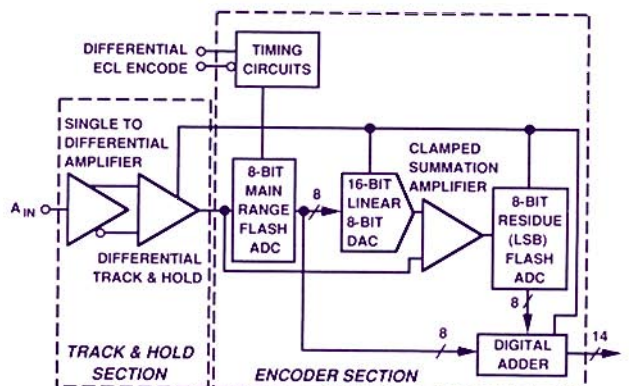 DIFFERENTIAL
ECL ENCODE
TIMING
CIRCUITS
SINGLE TO
DIFFERENTIAL
AMPLIFIER
A IN
DIFFERENTIAL
TRACK & HOLD
8-BIT
MAIN
RANGE
FLASH
ADC
8
16-BIT
LINEAR
8-BIT
DAC
CLAMPED
SUMMATION
AMPLIFIER
8-BIT
RESIDUE
(LSB)
FLASH
ADC
8
8
DIGITAL
ADDER
14
TRACK & HOLD
SECTION
ENCODER SECTION